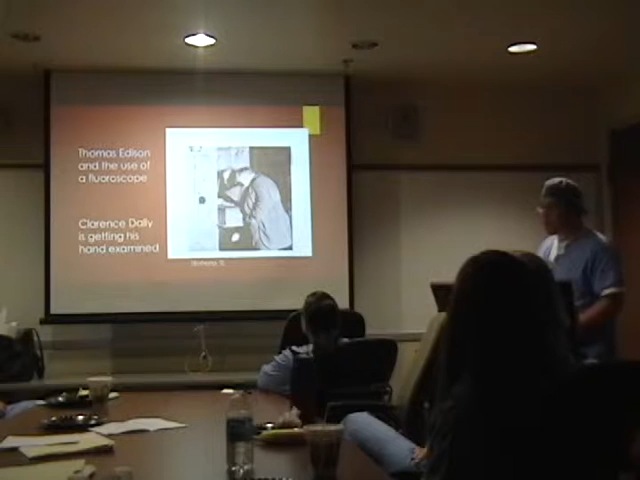 Thomas Edison
and the use of
a fluoroscope
Clarence Dally
is getting his
hand examined